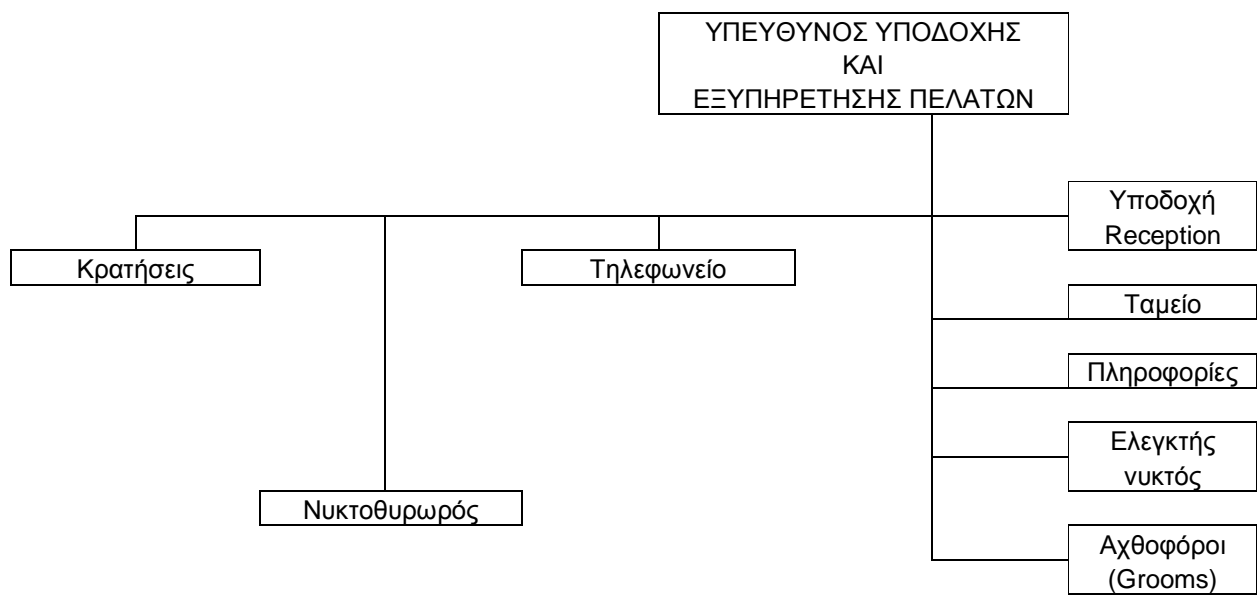 ΥΠΕΥΘΥΝΟΣ ΥΠΟΔΟΧΗΣ
ΚΑΙ
ΕΞΥΠΗΡΕΤΗΣΗΣ ΠΕΛΑΤΩΝ
Υποδοχή
Reception
Κρατήσεις
Τηλεφωνείο
Ταμείο
Πληροφορίες
Ελεγκτής
νυκτός
Νυκτοθυρωρός
Αχθοφόροι
(Grooms)